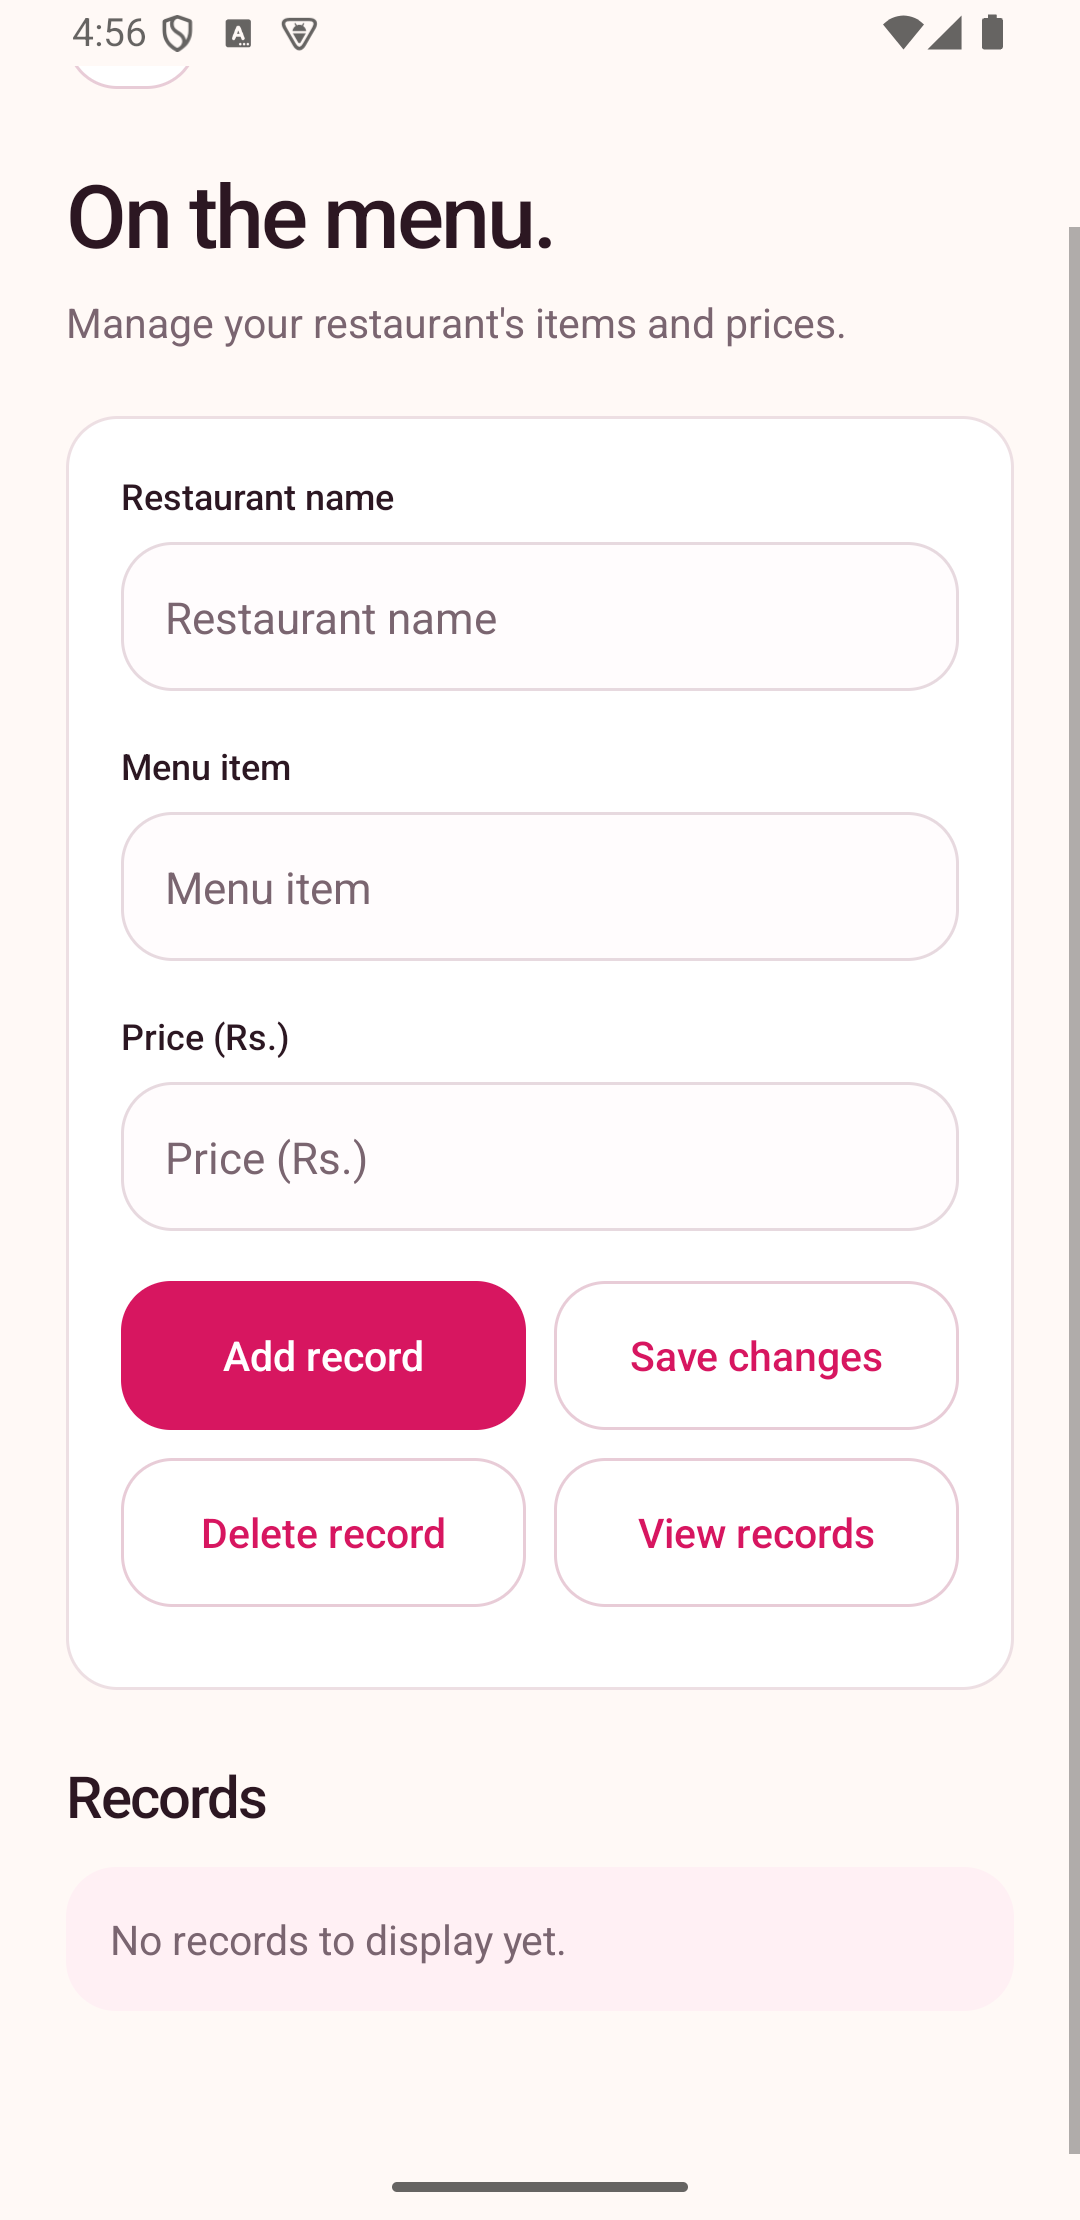 4:56
On the menu.
Manage your restaurant's items and prices.
Restaurant name
Restaurant name
Menu item
Menu item
Price (Rs.)
Price (Rs.)
Add record
Save changes
Delete record
View records
Records
No records to display yet.